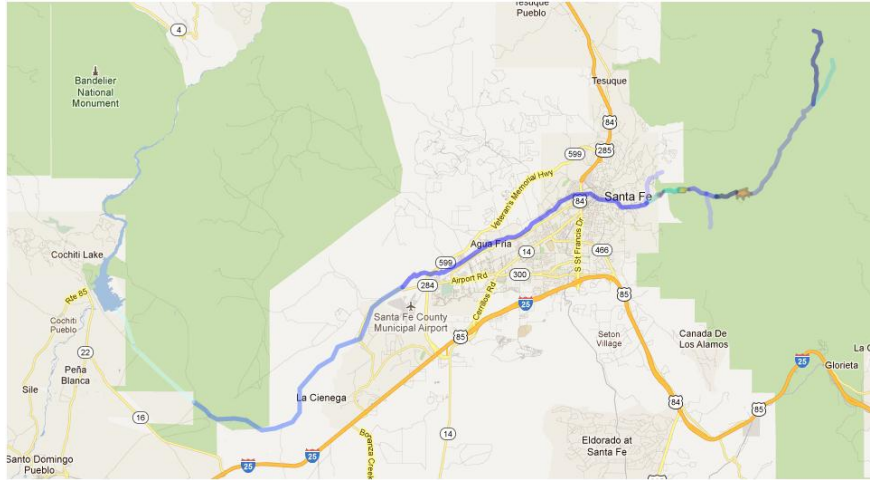 Tesuque
Pueblo
4
Bandelier
National
Monument
Tesuque
84
285
599
Veteran's Memorial Hwy
Santa Fe
84
Agua Fria
14
466
S St Francis Dr
Cochiti Lake
599
Airport Rd
300
284
Cerrillos Rd
Rte 85
25
85
Santa Fe County
Municipal Airport
Cochiti
Pueblo
85
Seton
Village
Canada De
Los Alamos
22
Peña
Blanca
25
Glorieta
Sile
La Cienega
84
85
16
14
Bonanza Creek
Eldorado at
Santa Fe
Santo Domingo
Pueblo
25
25